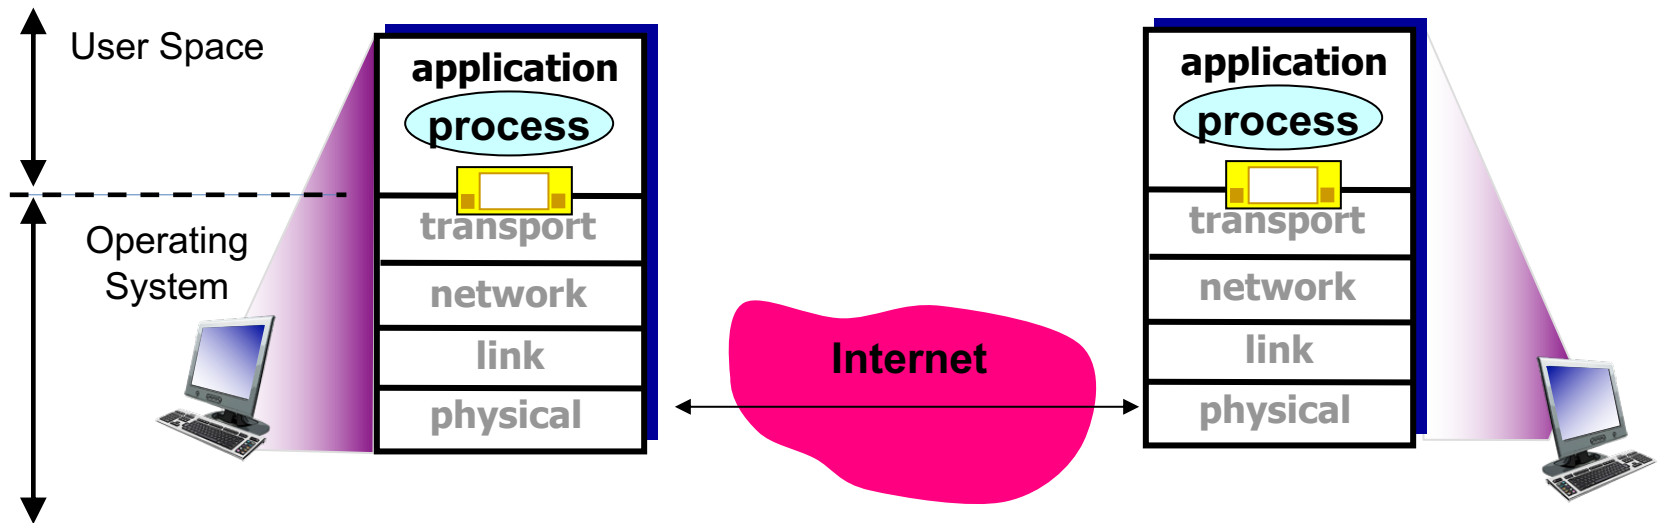 User Space
Operating
System
application
process
transport
network
link
physical
Internet
application
process
transport
network
link
physical